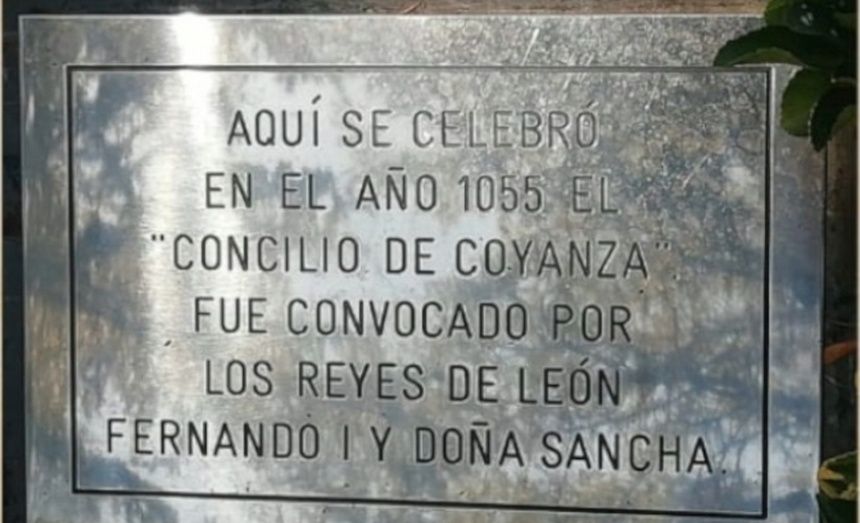 AQUÍ SE CELEBRÓ
EN EL AÑO 1055 EL
"CONCILIO DE COYANZA"
FUE CONVOCADO POR
LOS REYES DE LEÓN
FERNANDO I Y DOÑA SANCHA.